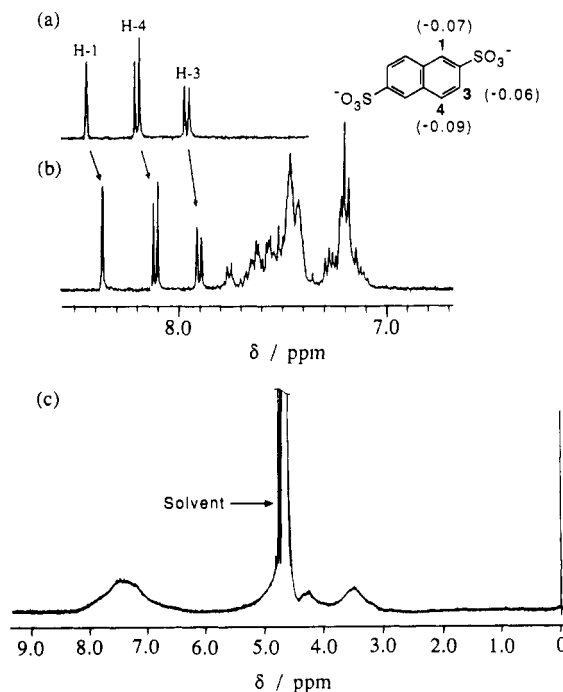 (a)
H-1
H-4
H-3
(-0.07)
1
SO₃⁻
⁻O₃S
3 (-0.06)
4
(-0.09)
(b)
8.0 7.0
δ / ppm
(c)
Solvent
9.0 8.0 7.0 6.0 5.0 4.0 3.0 2.0 1.0 0
δ / ppm